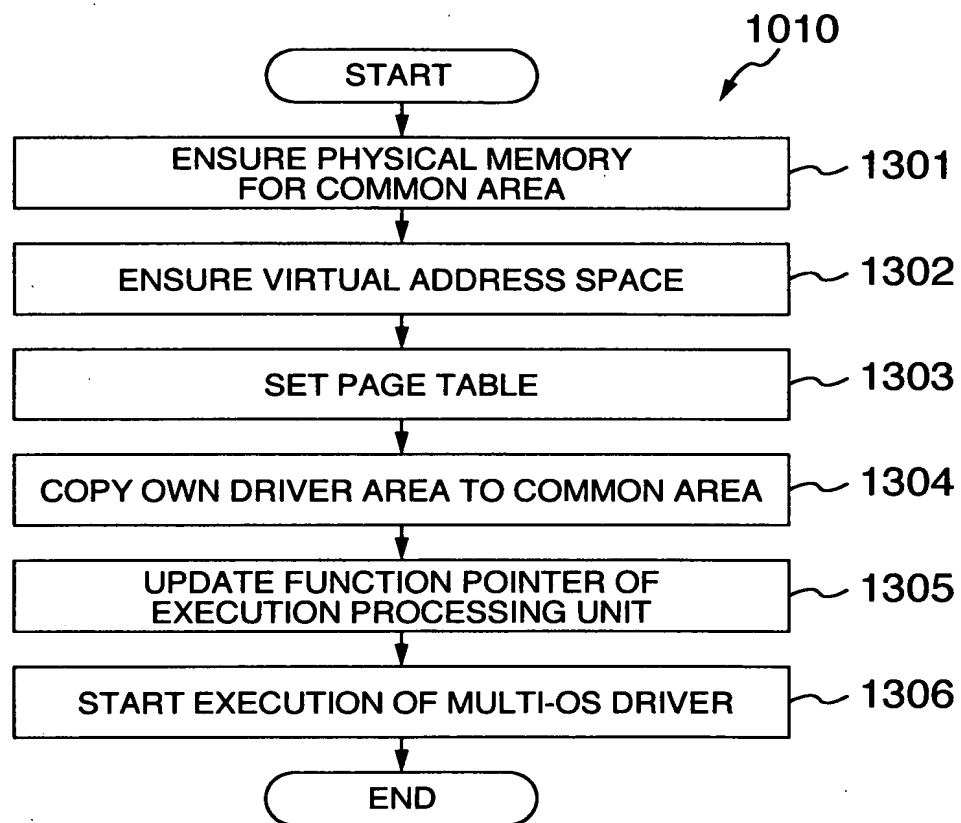 1010
START
ENSURE PHYSICAL MEMORY
FOR COMMON AREA
1301
ENSURE VIRTUAL ADDRESS SPACE
1302
SET PAGE TABLE
1303
COPY OWN DRIVER AREA TO COMMON AREA
1304
UPDATE FUNCTION POINTER OF
EXECUTION PROCESSING UNIT
1305
START EXECUTION OF MULTI-OS DRIVER
1306
END